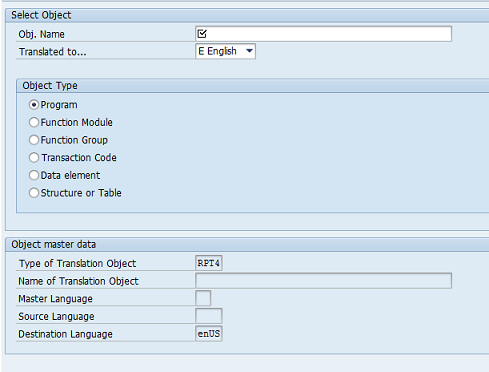 Select Object
Obj. Name
Translated to... E English
Object Type
Program
Function Module
Function Group
Transaction Code
Data element
Structure or Table
Object master data
Type of Translation Object RPT4
Name of Translation Object
Master Language
Source Language
Destination Language enUS